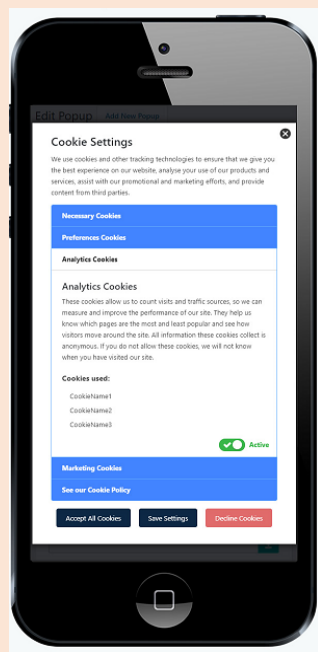 Edit Popup Add New Popup
Cookie Settings
We use cookies and other tracking technologies to ensure that we give you
the best experience on our website, analyse your use of our products and
services, assist with our promotional and marketing efforts, and provide
content from third parties.
Necessary Cookies
Preferences Cookies
Analytics Cookies
Analytics Cookies
These cookies allow us to count visits and traffic sources, so we can
measure and improve the performance of our site. They help us
know which pages are the most and least popular and see how
visitors move around the site. All information these cookies collect is
anonymous. If you do not allow these cookies, we will not know
when you have visited our site.
Cookies used:
CookieName1
CookieName2
CookieName3
Active
Marketing Cookies
See our Cookie Policy
Accept All Cookies Save Settings Decline Cookies